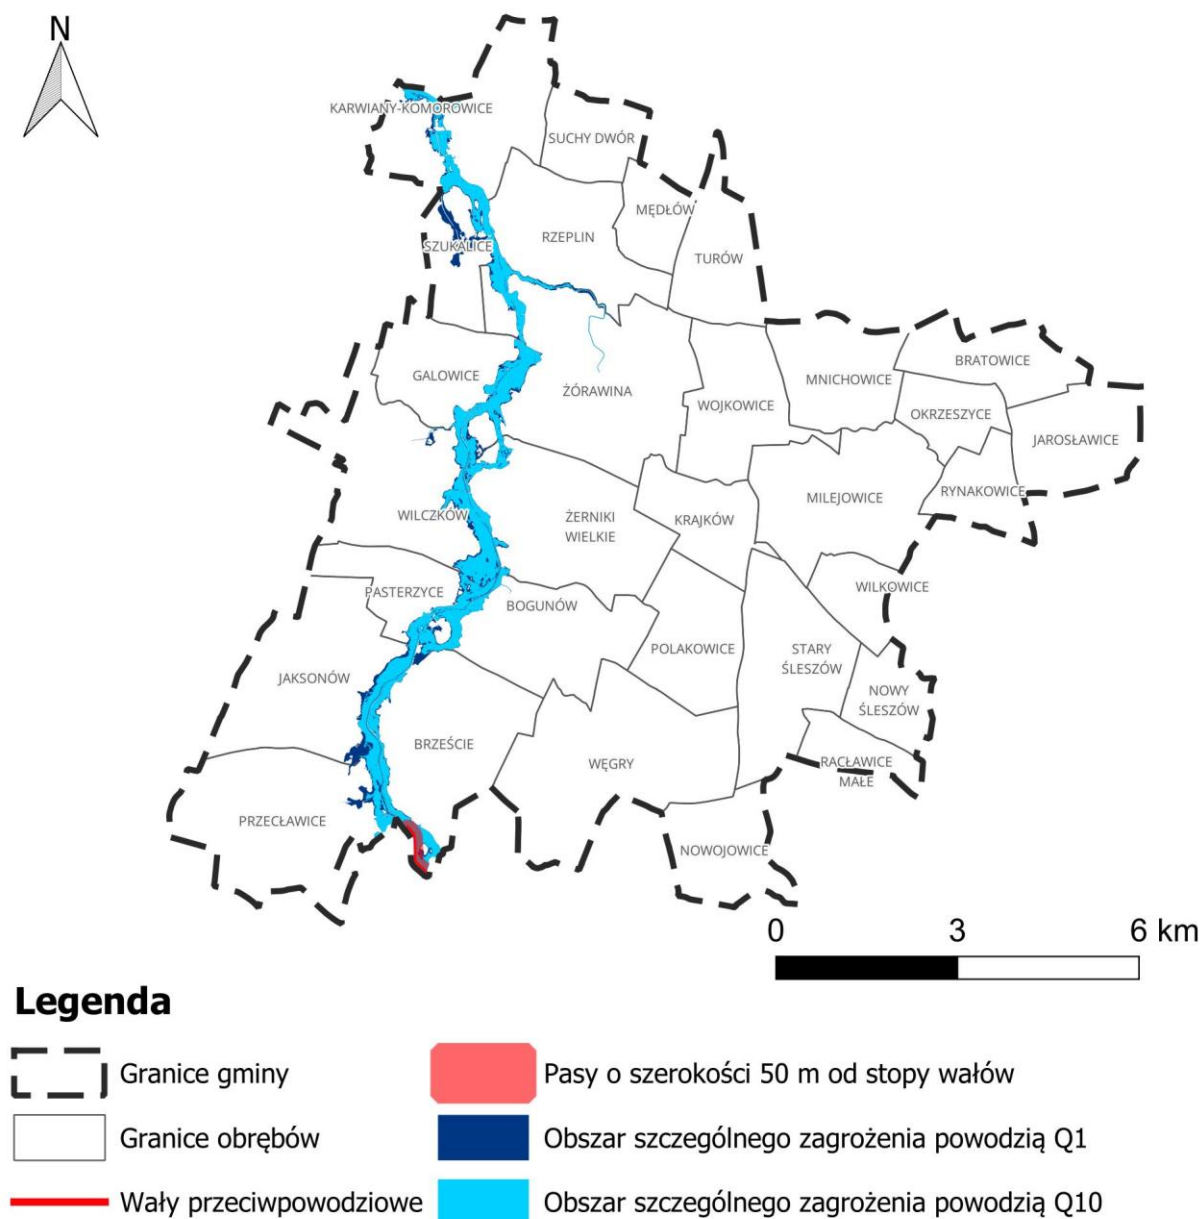 N
KARWIANY-KOMOROWICE
SUCHY DWÓR
MĘDŁÓW
RZEPLIN
SZUKALICE
TURÓW
BRATOWICE
GALOWICE
MNICHOWICE
ŻÓRAWINA
WOJKOWICE
OKRZESZYCE
JAROSŁAWICE
RYNAKOWICE
MILEJOWICE
WILCZKÓW
ŻERNIKI
WIELKIE
KRAJKÓW
WILKOWICE
PASTERZYCE
BOGUNÓW
POLAKOWICE
STARY
ŚLESZÓW
JAKSONÓW
NOWY
ŚLESZÓW
BRZEŚCIE
WĘGRY
RACŁAWICE
MAŁE
PRZECŁAWICE
NOWOJOWICE
0 3 6 km
Legenda
Granice gminy
Granice obrębów
Wały przeciwpowodziowe
Pasy o szerokości 50 m od stopy wałów
Obszar szczególnego zagrożenia powodzią Q1
Obszar szczególnego zagrożenia powodzią Q10